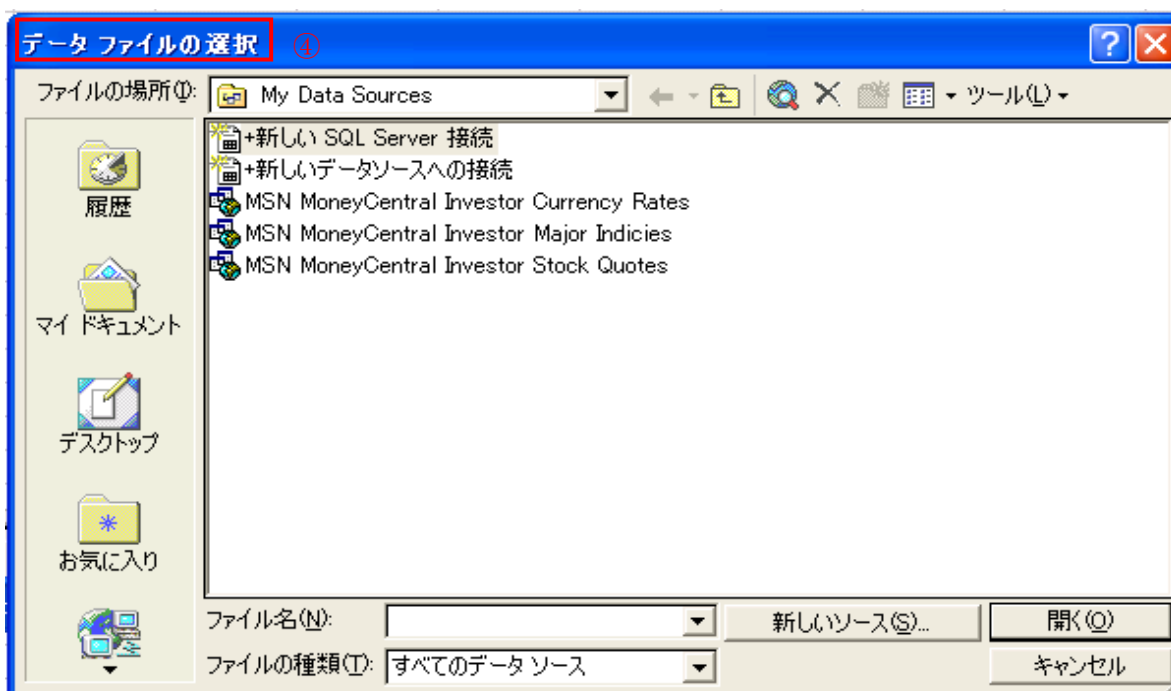 データ ファイルの選択 ④
ファイルの場所(I): My Data Sources ツール(L)
+新しい SQL Server 接続
+新しいデータソースへの接続
MSN MoneyCentral Investor Currency Rates
MSN MoneyCentral Investor Major Indicies
MSN MoneyCentral Investor Stock Quotes
履歴
マイ ドキュメント
デスクトップ
お気に入り
ファイル名(N): 新しいソース(S)... 開く(O)
ファイルの種類(T): すべてのデータ ソース キャンセル